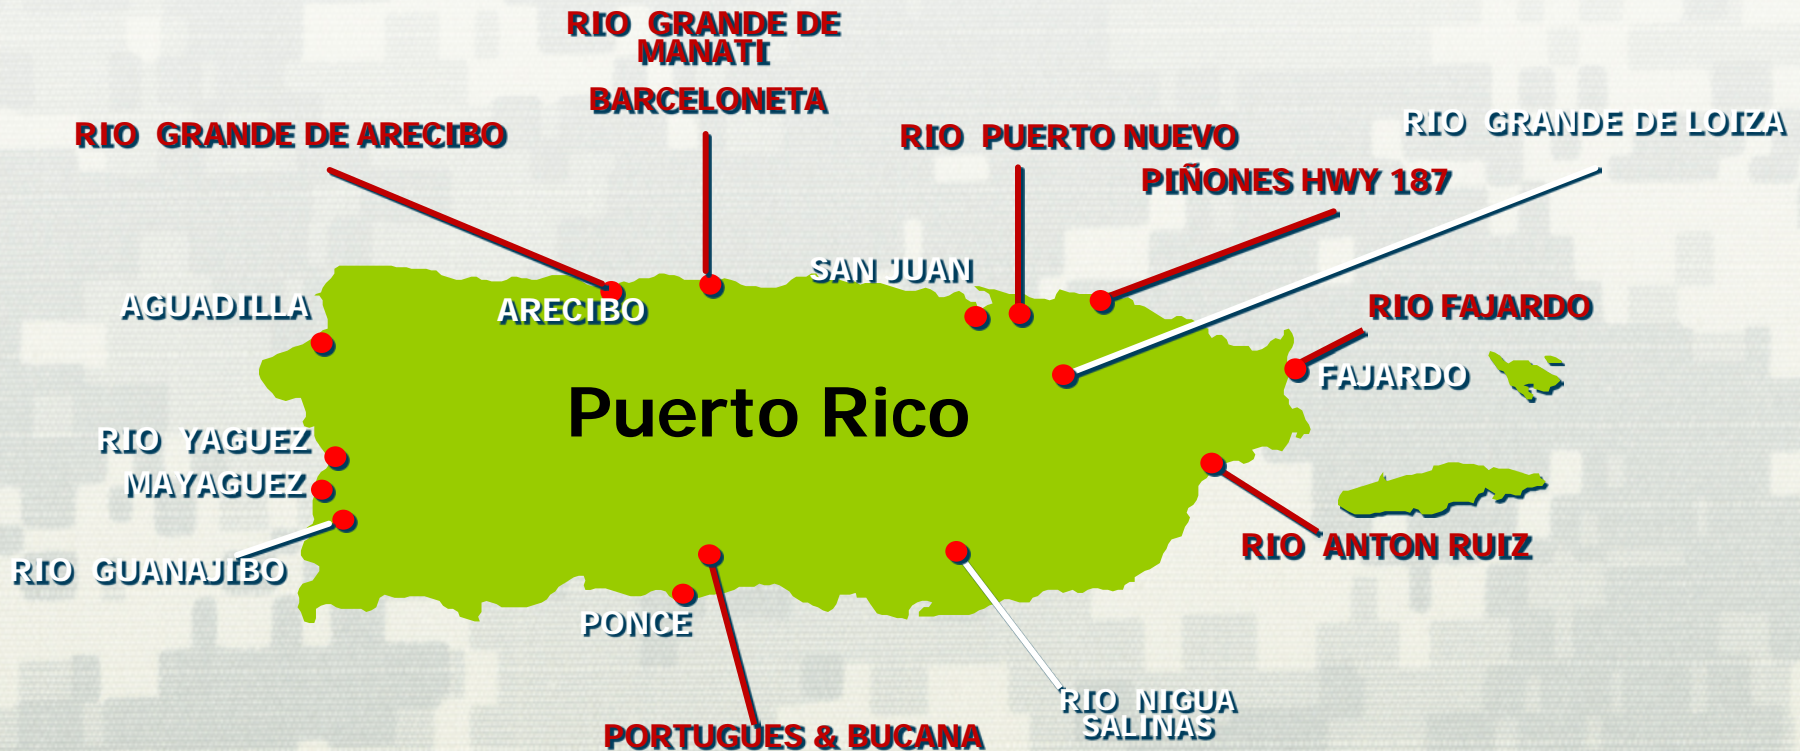 RIO GRANDE DE
MANATI
BARCELONETA
RIO GRANDE DE ARECIBO
RIO PUERTO NUEVO
RIO GRANDE DE LOIZA
PIÑONES HWY 187
SAN JUAN
AGUADILLA
ARECIBO
RIO FAJARDO
FAJARDO
Puerto Rico
RIO YAGUEZ
MAYAGUEZ
RIO ANTON RUIZ
RIO GUANAJIBO
PONCE
RIO NIGUA
SALINAS
PORTUGUES & BUCANA